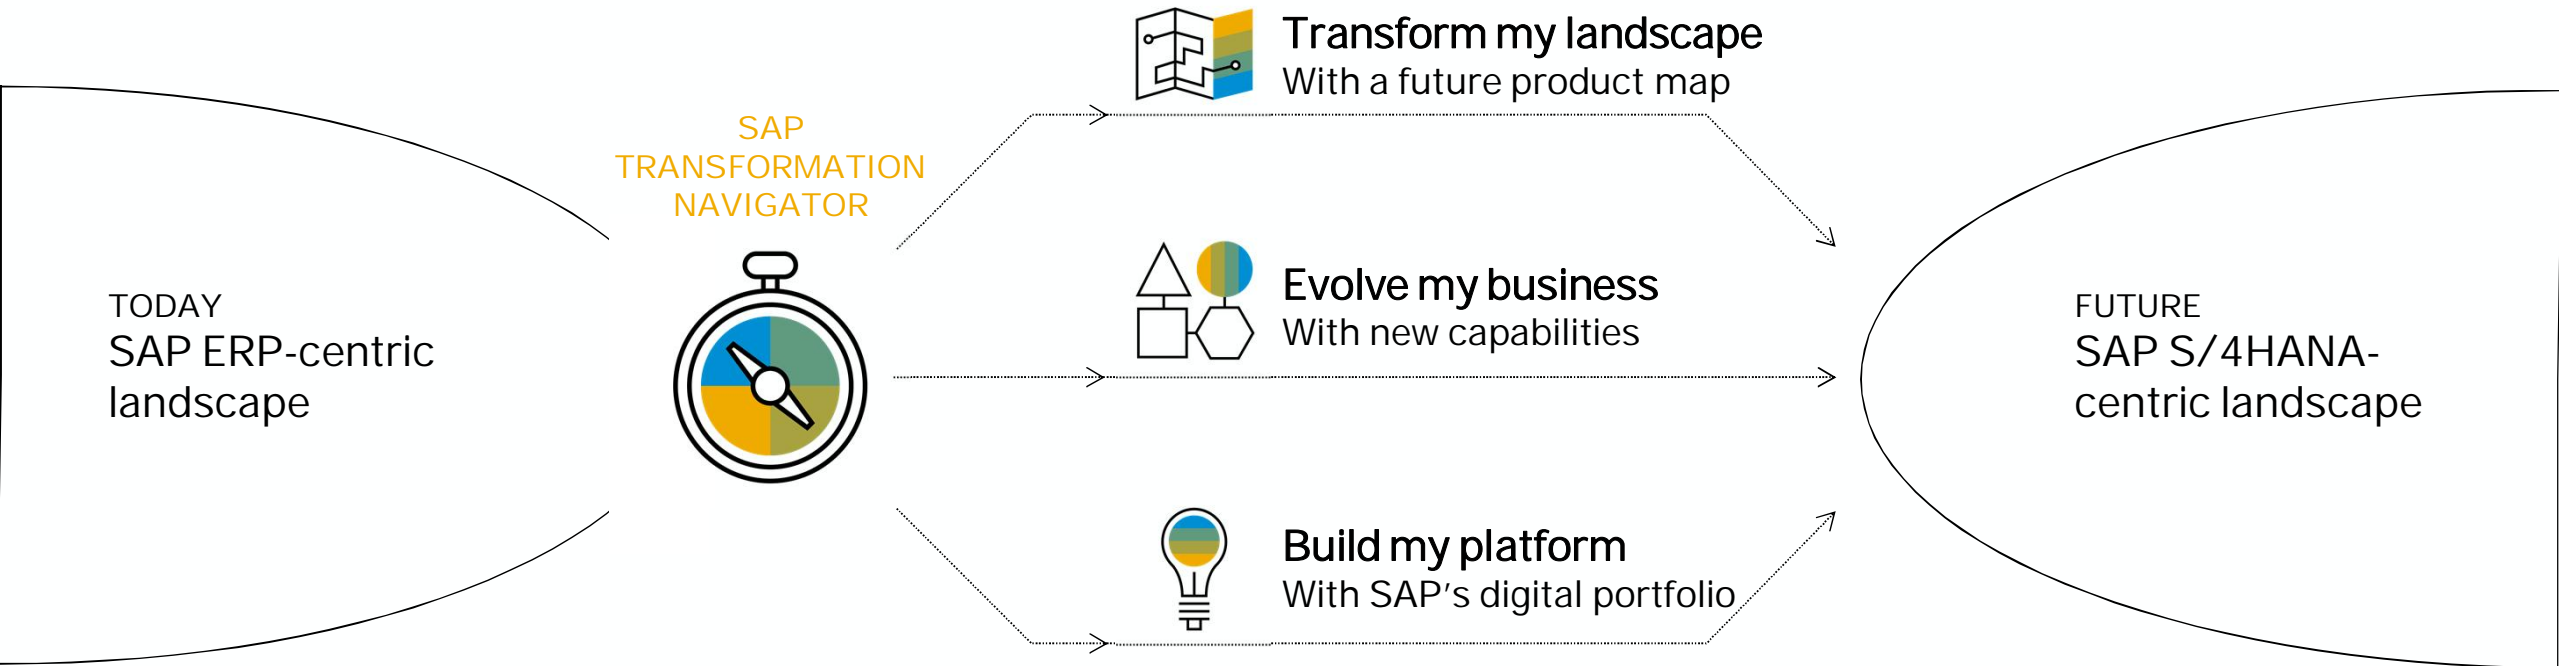 TODAY
SAP ERP-centric
landscape
SAP
TRANSFORMATION
NAVIGATOR
Transform my landscape
With a future product map
Evolve my business
With new capabilities
Build my platform
With SAP’s digital portfolio
FUTURE
SAP S/4HANA-
centric landscape